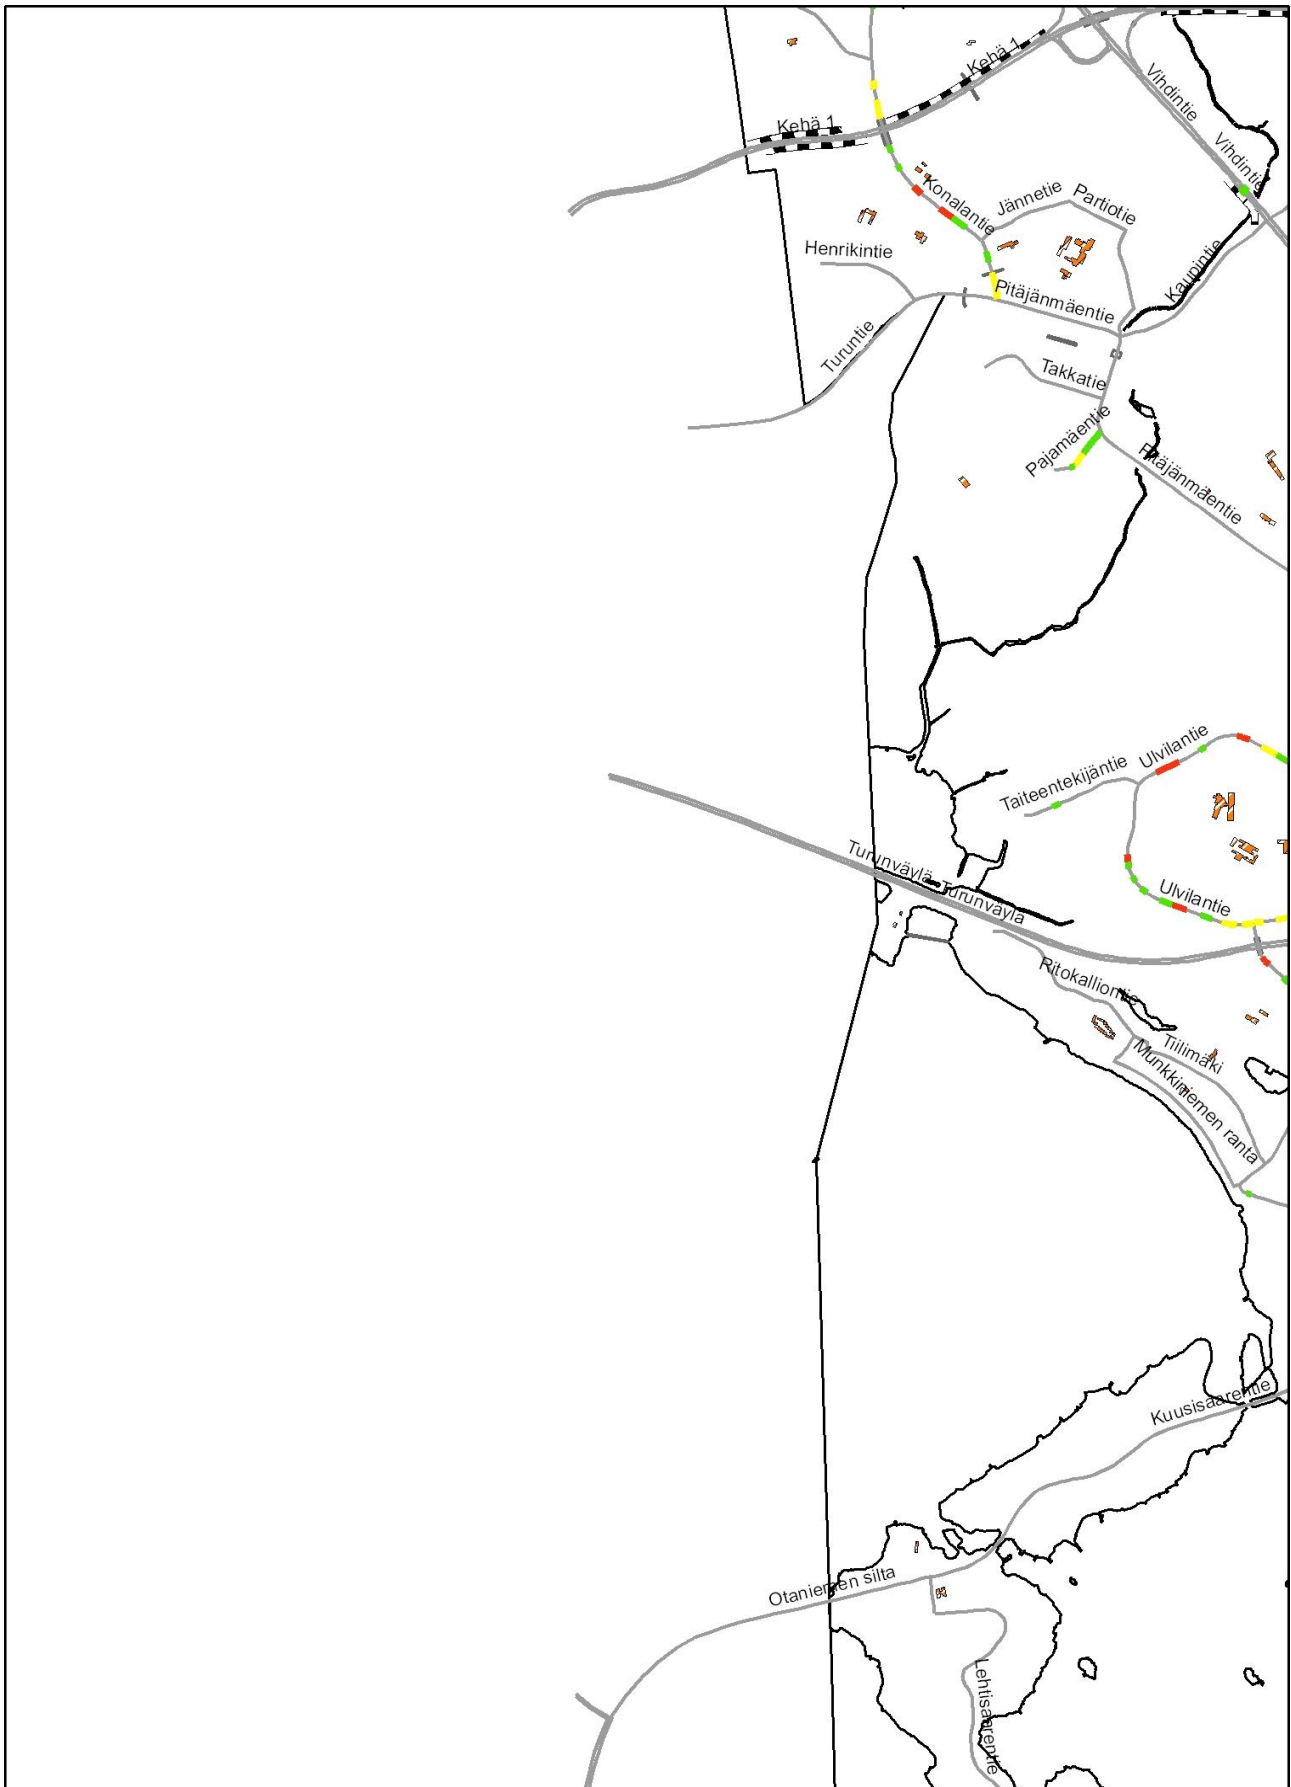 Kehä 1
Kehä 1
Vihdintie
Vihdintie
Konalantie
Jännetie
Partiotie
Henrikintie
Kaupintie
Pitäjänmäentie
Turuntie
Takkatie
Pajamäentie
Pitäjänmäentie
Ulvilantie
Taiteentekijäntie
Turunväylä
Turunväylä
Ulvilantie
Ritokalliontie
Tiilimäki
Munkkiniemen ranta
Kuusisaarentie
Otaniemen silta
Lehtisaarentie